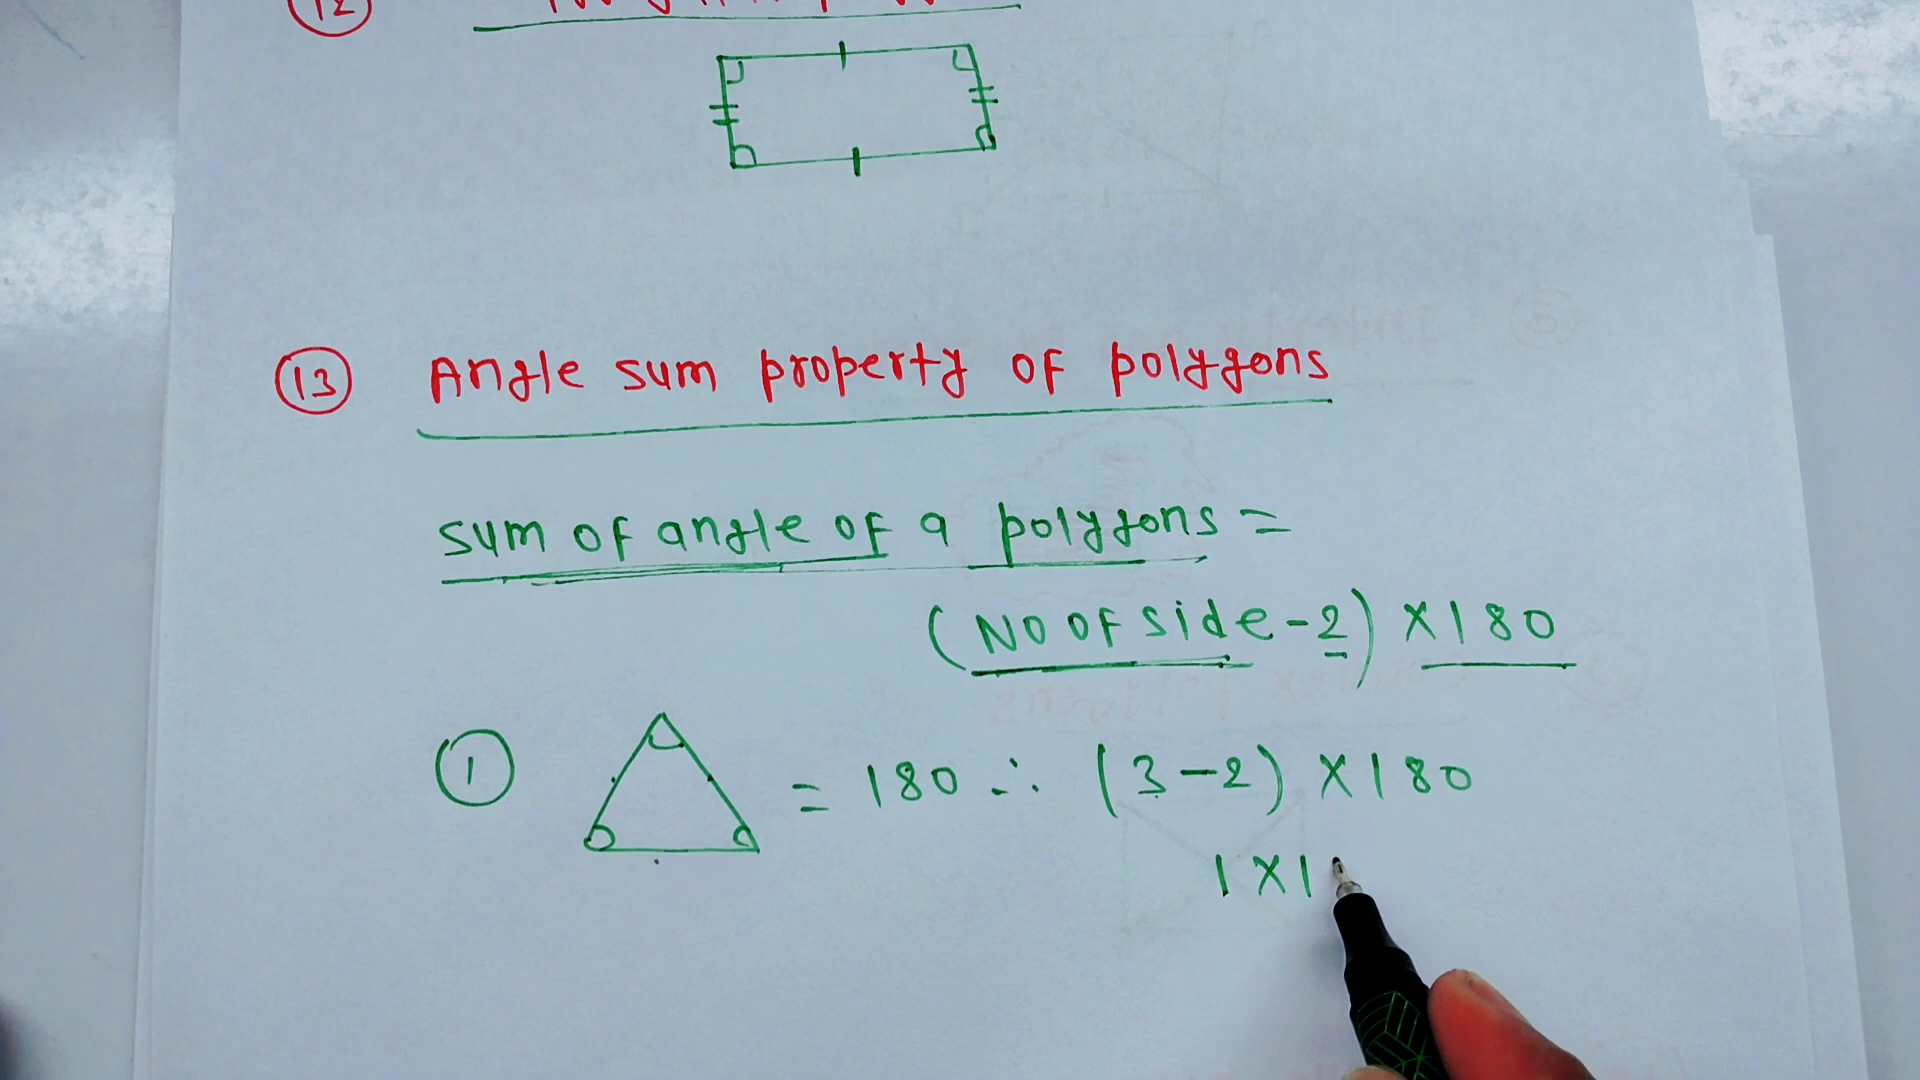 12
13 Angle sum property of polygons
sum of angle of a polygons =
(No of side - 2) × 180
1 = 180 ∴ (3 - 2) × 180
1 × 1